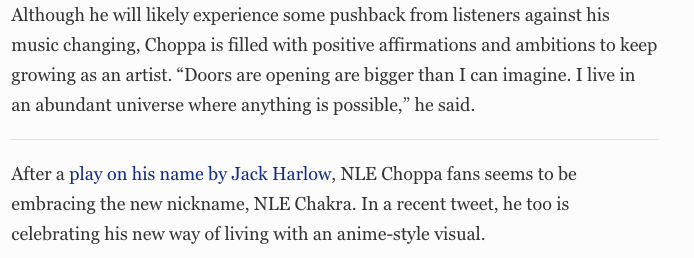 Although he will likely experience some pushback from listeners against his
music changing, Choppa is filled with positive affirmations and ambitions to keep
growing as an artist. “Doors are opening are bigger than I can imagine. I live in
an abundant universe where anything is possible,” he said.
After a play on his name by Jack Harlow, NLE Choppa fans seems to be
embracing the new nickname, NLE Chakra. In a recent tweet, he too is
celebrating his new way of living with an anime-style visual.